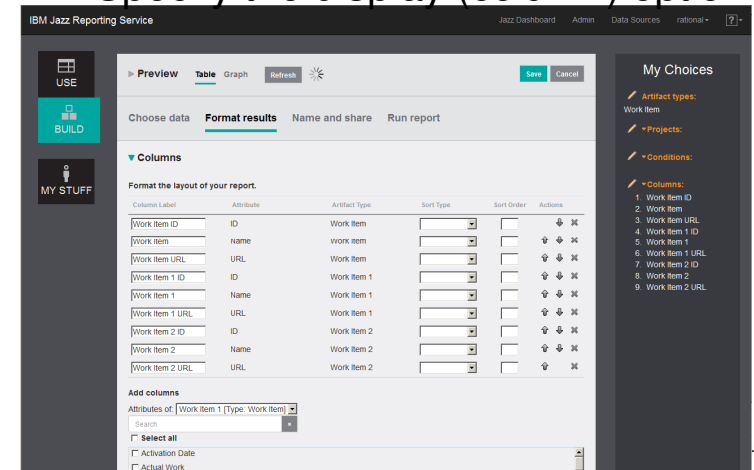 Specify the display (column) optio
IBM Jazz Reporting Service Jazz Dashboard Admin Data Sources rational ?
USE
BUILD
MY STUFF
Preview Table Graph Refresh Save Cancel
Choose data Format results Name and share Run report
Columns
Format the layout of your report.
Column Label Attribute Artifact Type Sort Type Sort Order Actions
Work Item ID ID Work Item
Work Item Name Work Item
Work Item URL URL Work Item
Work Item 1 ID ID Work Item 1
Work Item 1 Name Work Item 1
Work Item 1 URL URL Work Item 1
Work Item 2 ID ID Work Item 2
Work Item 2 Name Work Item 2
Work Item 2 URL URL Work Item 2
Add columns
Attributes of: Work Item 1 [Type: Work Item]
Search
Select all
Activation Date
Actual Work
My Choices
Artifact types:
Work Item
Projects:
Conditions:
Columns:
1. Work Item ID
2. Work Item
3. Work Item URL
4. Work Item 1 ID
5. Work Item 1
6. Work Item 1 URL
7. Work Item 2 ID
8. Work Item 2
9. Work Item 2 URL